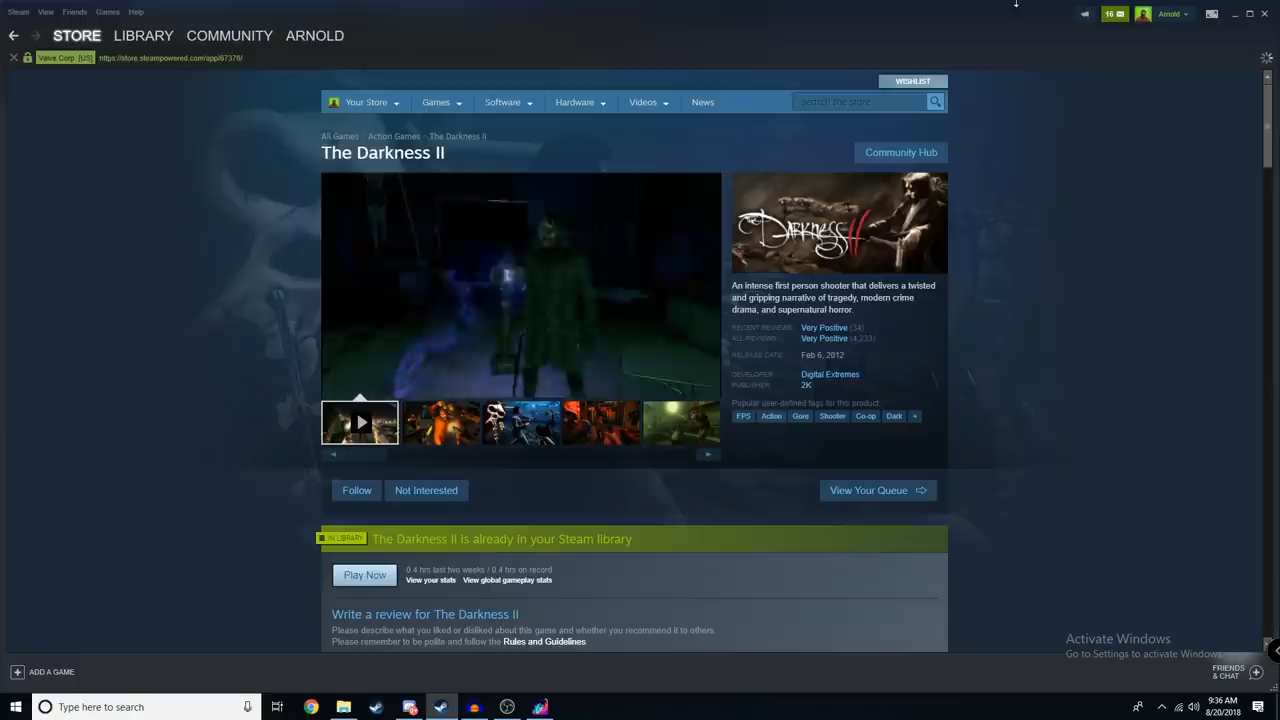 Steam View Friends Games Help
16 Arnold
STORE LIBRARY COMMUNITY ARNOLD
Valve Corp. [US] https://store.steampowered.com/app/67370/
WISHLIST
Your Store Games Software Hardware Videos News search the store
All Games > Action Games > The Darkness II
The Darkness II
Community Hub
THE DARKNESS II
An intense first person shooter that delivers a twisted
and gripping narrative of tragedy, modern crime
drama, and supernatural horror.
RECENT REVIEWS: Very Positive (34)
ALL REVIEWS: Very Positive (4,233)
RELEASE DATE: Feb 6, 2012
DEVELOPER: Digital Extremes
PUBLISHER: 2K
Popular user-defined tags for this product:
FPS Action Gore Shooter Co-op Dark +
Follow Not Interested View Your Queue
IN LIBRARY The Darkness II is already in your Steam library
Play Now
0.4 hrs last two weeks / 0.4 hrs on record
View your stats View global gameplay stats
Write a review for The Darkness II
Please describe what you liked or disliked about this game and whether you recommend it to others.
Please remember to be polite and follow the Rules and Guidelines.
Activate Windows
Go to Settings to activate Windows.
+ ADD A GAME
FRIENDS
& CHAT +
Type here to search
9:36 AM
8/20/2018